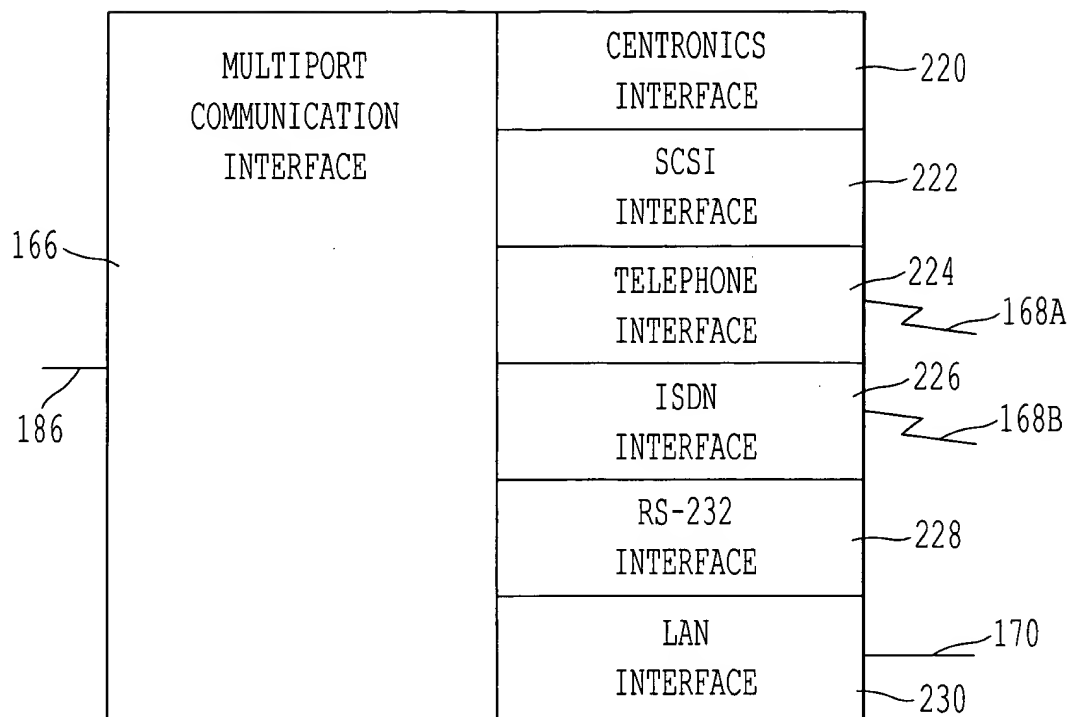 MULTIPORT
COMMUNICATION
INTERFACE
CENTRONICS
INTERFACE
220
SCSI
INTERFACE
222
166
TELEPHONE
INTERFACE
224
168A
186
ISDN
INTERFACE
226
168B
RS-232
INTERFACE
228
LAN
INTERFACE
170
230